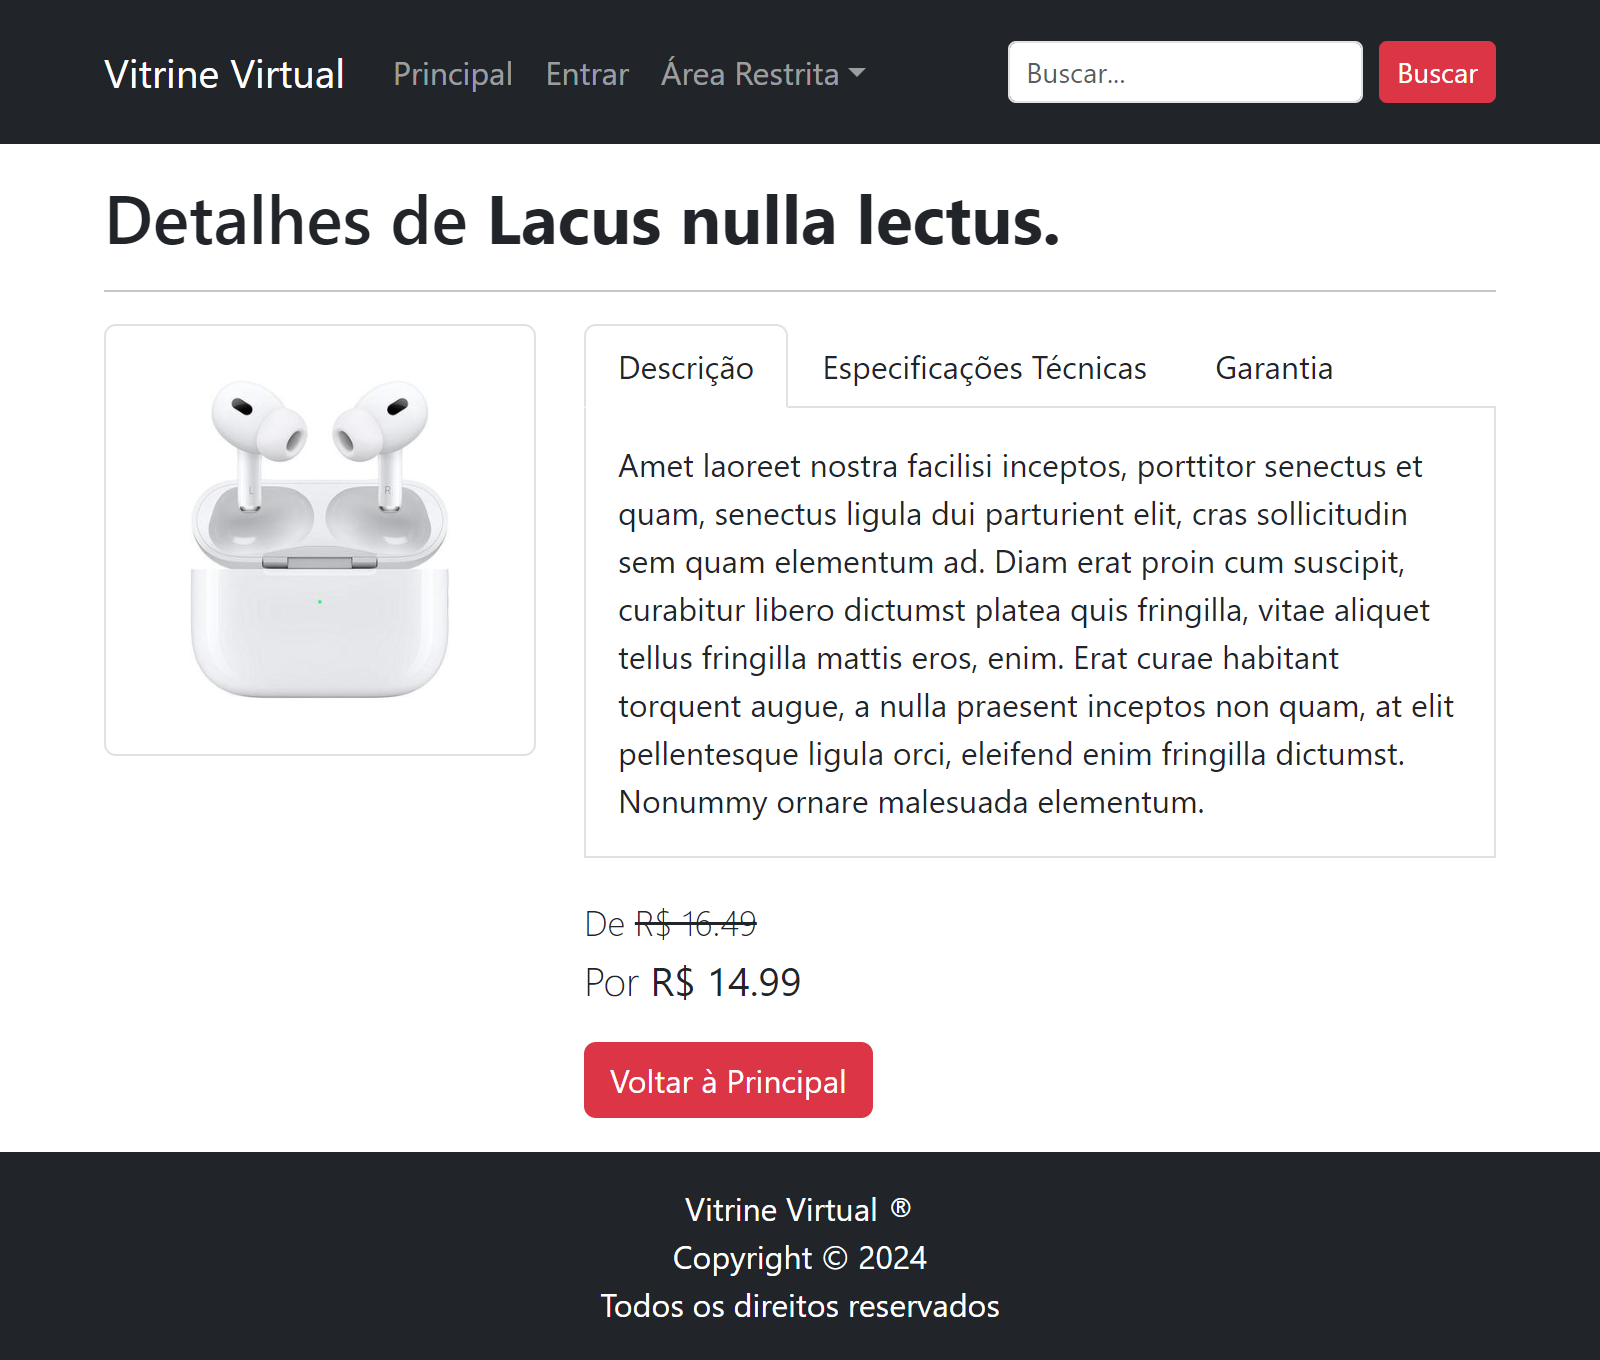 Vitrine Virtual
Principal
Entrar
Área Restrita
Buscar...
Buscar
Detalhes de Lacus nulla lectus.
L
R
Descrição
Especificações Técnicas
Garantia
Amet laoreet nostra facilisi inceptos, porttitor senectus et
quam, senectus ligula dui parturient elit, cras sollicitudin
sem quam elementum ad. Diam erat proin cum suscipit,
curabitur libero dictumst platea quis fringilla, vitae aliquet
tellus fringilla mattis eros, enim. Erat curae habitant
torquent augue, a nulla praesent inceptos non quam, at elit
pellentesque ligula orci, eleifend enim fringilla dictumst.
Nonummy ornare malesuada elementum.
De R$ 16.49
Por R$ 14.99
Voltar à Principal
Vitrine Virtual ®
Copyright © 2024
Todos os direitos reservados